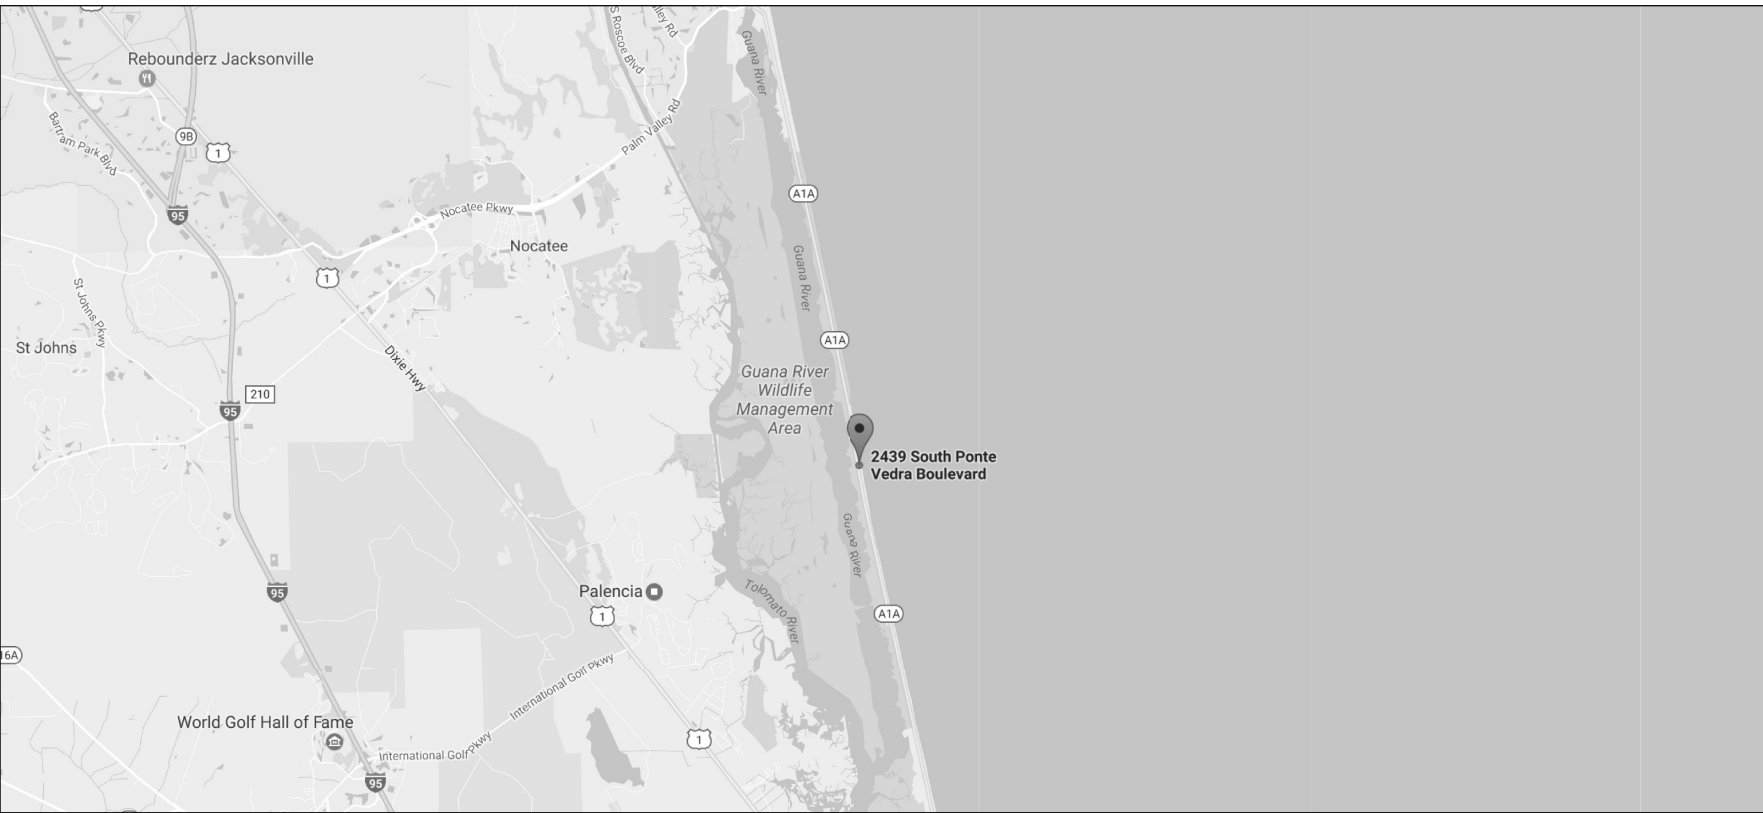 S Roscoe Blvd
lley Rd
Guana River
Rebounderz Jacksonville
9B
Bartram Park Blvd
1
Palm Valley Rd
A1A
95
Nocatee Pkwy
Nocatee
1
Guana River
St Johns Pkwy
A1A
St Johns
Dixie Hwy
Guana River
Wildlife
Management
Area
210
95
2439 South Ponte
Vedra Boulevard
Guana River
95
Palencia
Tolomato River
1
A1A
16A
International Golf Pkwy
World Golf Hall of Fame
1
International Golf Pkwy
95